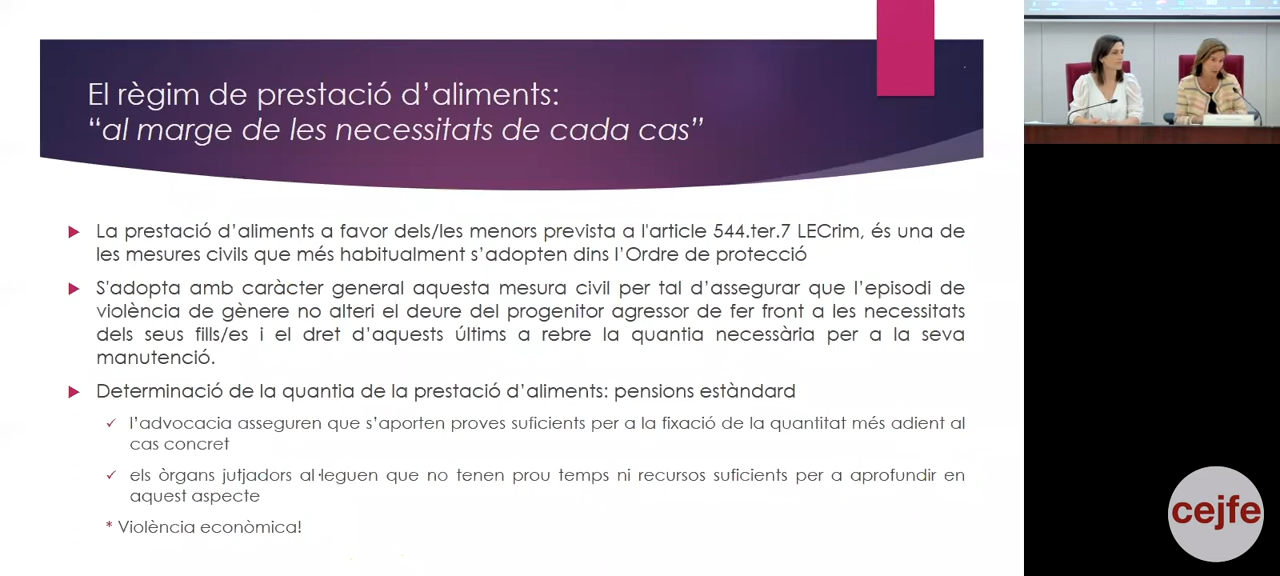 El règim de prestació d’aliments:
“al marge de les necessitats de cada cas”
La prestació d’aliments a favor dels/les menors prevista a l'article 544.ter.7 LECrim, és una de
les mesures civils que més habitualment s’adopten dins l’Ordre de protecció
S'adopta amb caràcter general aquesta mesura civil per tal d’assegurar que l’episodi de
violència de gènere no alteri el deure del progenitor agressor de fer front a les necessitats
dels seus fills/es i el dret d’aquests últims a rebre la quantia necessària per a la seva
manutenció.
Determinació de la quantia de la prestació d’aliments: pensions estàndard
l’advocacia asseguren que s’aporten proves suficients per a la fixació de la quantitat més adient al
cas concret
els òrgans jutjadors al·leguen que no tenen prou temps ni recursos suficients per a aprofundir en
aquest aspecte
* Violència econòmica!
cejfe